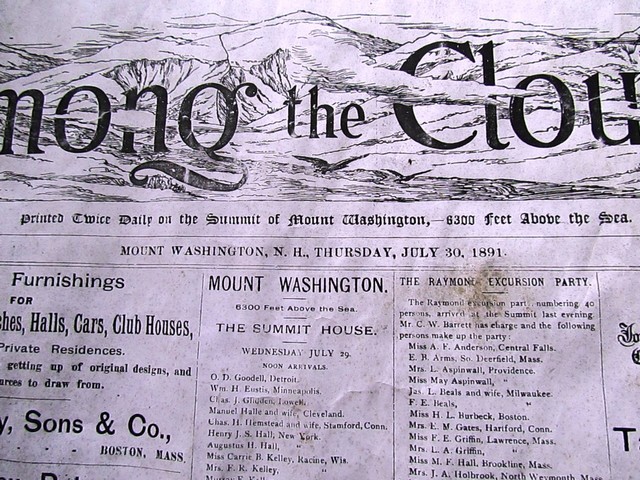 mong the Clou
Printed Twice Daily on the Summit of Mount Washington,—6300 Feet Above the Sea.
MOUNT WASHINGTON, N. H., THURSDAY, JULY 30, 1891.
Furnishings
FOR
ches, Halls, Cars, Club Houses,
Private Residences.
getting up of original designs, and
urces to draw from.
y, Sons & Co.,
BOSTON, MASS
MOUNT WASHINGTON.
6300 Feet Above the Sea.
THE SUMMIT HOUSE.
WEDNESDAY JULY 29.
NOON ARRIVALS.
O. D. Goodell, Detroit.
Wm. H. Eustis, Minneapolis.
Chas. J. Glidden, Lowell.
Manuel Halle and wife, Cleveland.
Chas. H. Hemstead and wife, Stamford, Conn.
Henry J. S. Hall, New York.
Augustus H. Hall, "
Miss Carrie B. Kelley, Racine, Wis.
Mrs. F. R. Kelley, "
THE RAYMOND EXCURSION PARTY.
The Raymond excursion part, numbering 40
persons, arrived at the Summit last evening
Mr. C. W. Barrett has charge and the following
persons make up the party:
Miss A. F. Anderson, Central Falls.
E. B. Arms, So. Deerfield, Mass.
Mrs. L. Aspinwall, Providence.
Miss May Aspinwall, "
Jas. L. Beals and wife, Milwaukee.
F. E. Beals, "
Miss H. L. Burbeck, Boston.
Mrs. E. M. Gates, Hartford, Conn.
Miss F. E. Griffin, Lawrence, Mass.
Mrs. L. A. Griffin, "
Miss M. F. Hall, Brookline, Mass.
Mrs. J. A. Holbrook, North Weymouth, Mass
Jo
T